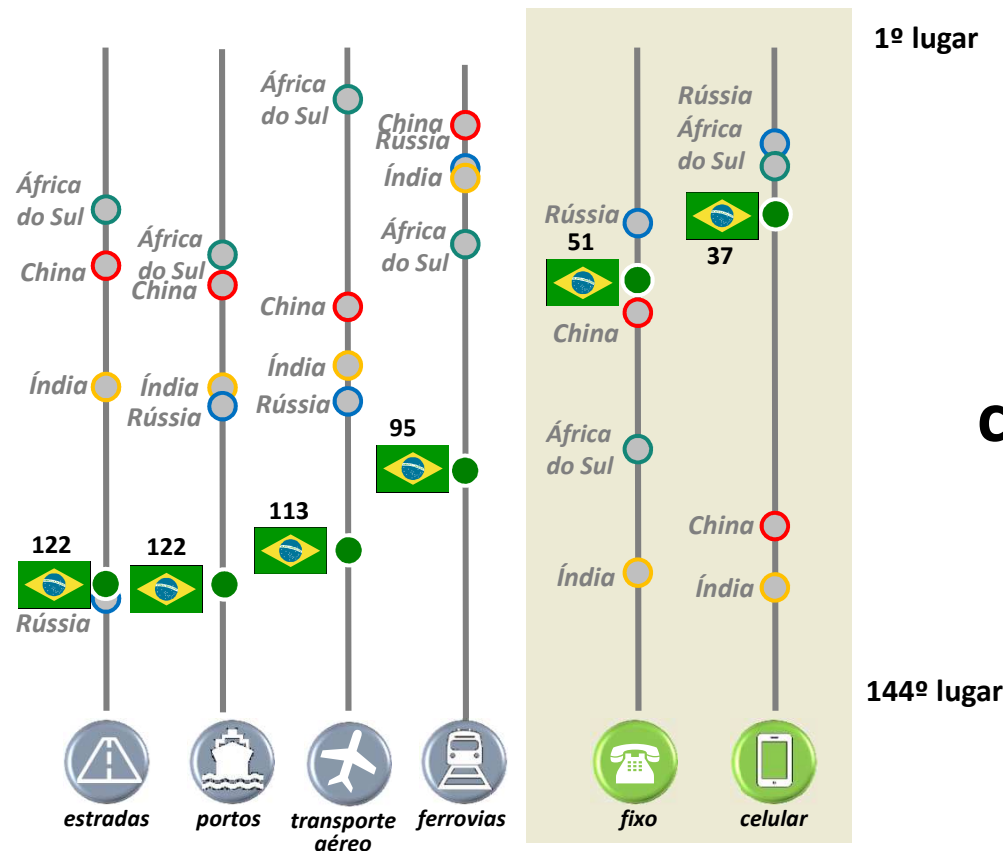 1º lugar
África
do Sul
China
Índia
122
Rússia
África
do Sul
China
Índia
Rússia
122
África
do Sul
China
Índia
Rússia
113
China
Rússia
Índia
África
do Sul
95
Rússia
51
China
África
do Sul
Índia
Rússia
África
do Sul
37
China
Índia
c
144º lugar
estradas
portos
transporte
aéreo
ferrovias
fixo
celular